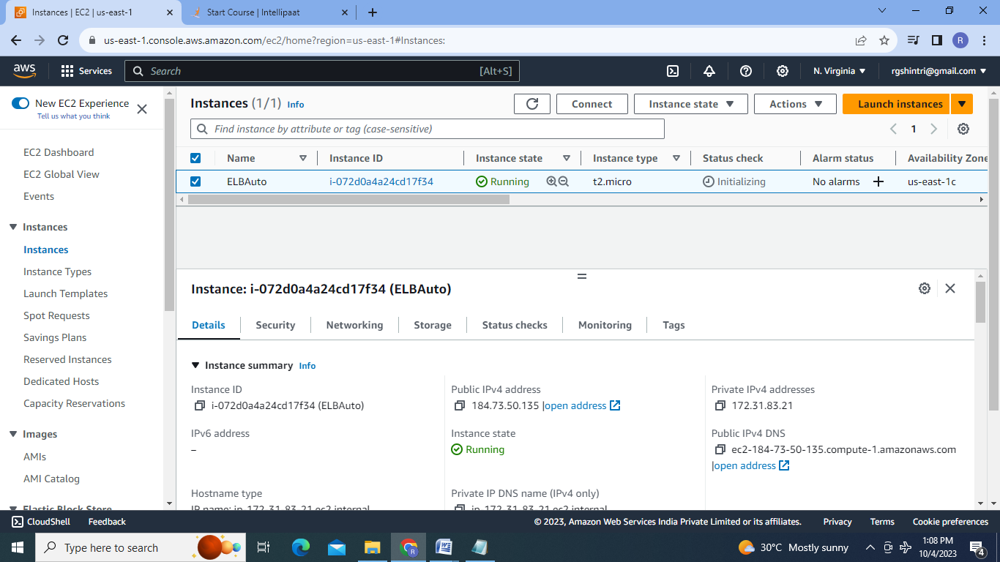 Instances | EC2 | us-east-1
Start Course | Intellipaat
us-east-1.console.aws.amazon.com/ec2/home?region=us-east-1#Instances:
R
aws
Services
Search
[Alt+S]
N. Virginia
rgshintri@gmail.com
New EC2 Experience
Tell us what you think
EC2 Dashboard
EC2 Global View
Events
Instances
Instances
Instance Types
Launch Templates
Spot Requests
Savings Plans
Reserved Instances
Dedicated Hosts
Capacity Reservations
Images
AMIs
AMI Catalog
Elastic Block Store
Instances (1/1) Info
Connect
Instance state
Actions
Launch instances
Find instance by attribute or tag (case-sensitive)
1
Name Instance ID Instance state Instance type Status check Alarm status Availability Zone
ELBAuto i-072d0a4a24cd17f34 Running t2.micro Initializing No alarms us-east-1c
Instance: i-072d0a4a24cd17f34 (ELBAuto)
Details Security Networking Storage Status checks Monitoring Tags
Instance summary Info
Instance ID
i-072d0a4a24cd17f34 (ELBAuto)
Public IPv4 address
184.73.50.135 |open address
Private IPv4 addresses
172.31.83.21
IPv6 address
–
Instance state
Running
Public IPv4 DNS
ec2-184-73-50-135.compute-1.amazonaws.com
|open address
Hostname type
IP name: ip-172-31-83-21.ec2.internal
Private IP DNS name (IPv4 only)
ip-172-31-83-21.ec2.internal
CloudShell Feedback
© 2023, Amazon Web Services India Private Limited or its affiliates. Privacy Terms Cookie preferences
Type here to search
R
30°C Mostly sunny
1:08 PM
10/4/2023
4